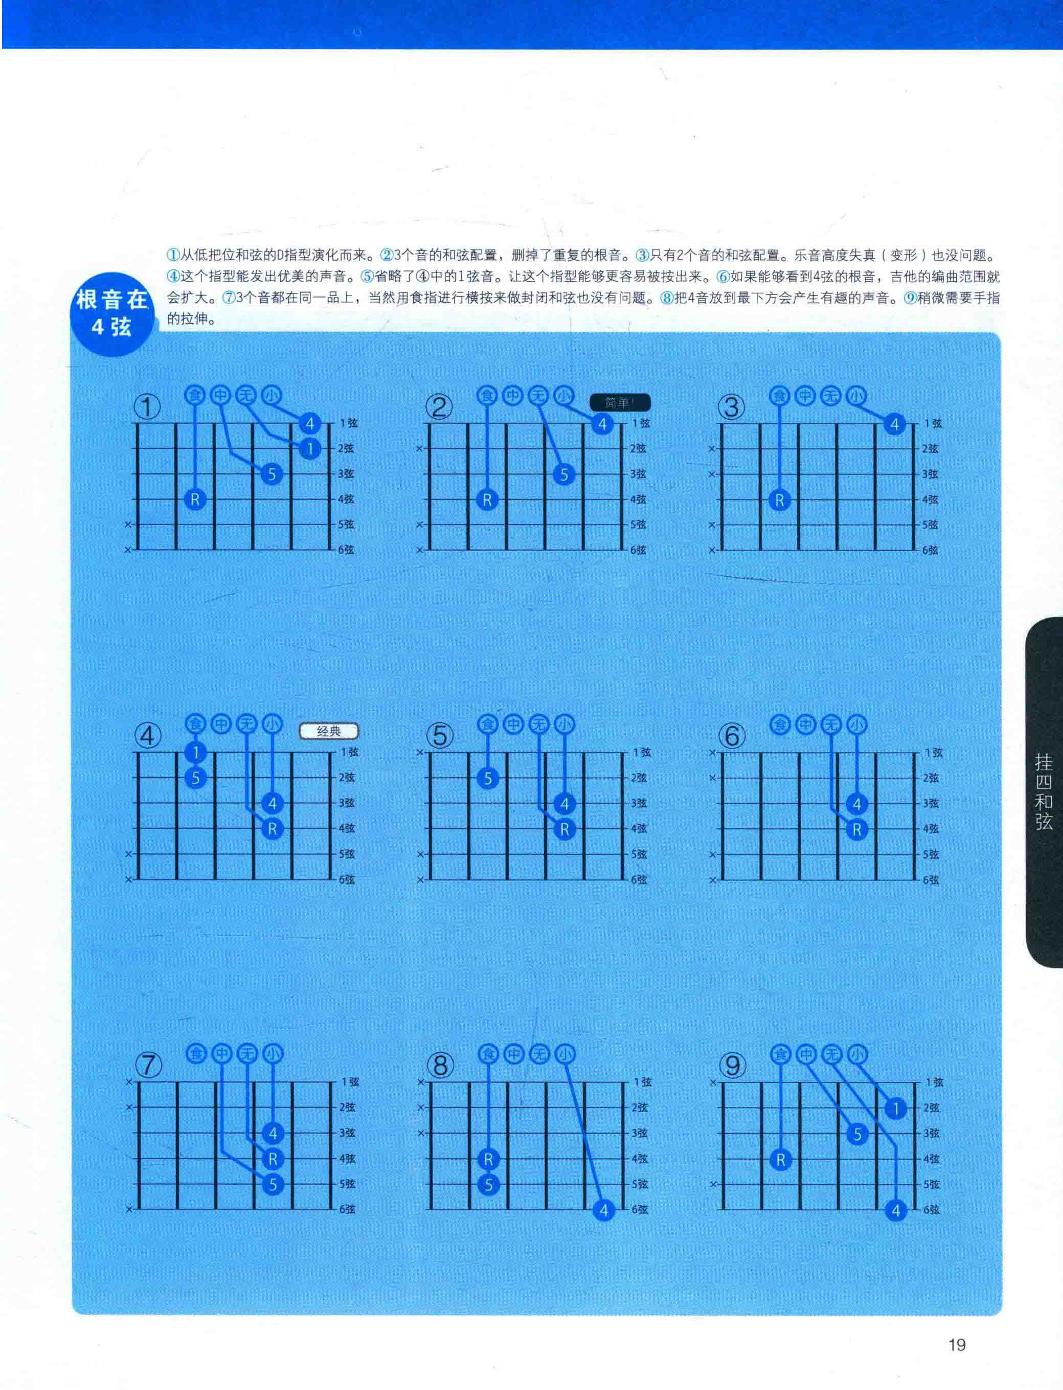 ①从低把位和弦的D指型演化而来。②3个音的和弦配置，删掉了重复的根音。③只有2个音的和弦配置。乐音高度失真（变形）也没问题。
④这个指型能发出优美的声音。⑤省略了④中的1弦音。让这个指型能够更容易被按出来。⑥如果能够看到4弦的根音，吉他的编曲范围就
会扩大。⑦3个音都在同一品上，当然用食指进行横按来做封闭和弦也没有问题。⑧把4音放到最下方会产生有趣的声音。⑨稍微需要手指
的拉伸。
根音在
4弦
①
食 中 无 小
4 1弦
1 2弦
5 3弦
R 4弦
× 5弦
× 6弦
②
食 中 无 小
简单!
4 1弦
× 2弦
5 3弦
R 4弦
× 5弦
× 6弦
③
食 中 无 小
4 1弦
× 2弦
× 3弦
R 4弦
× 5弦
× 6弦
④
食 中 无 小
经典
1 1弦
5 2弦
4 3弦
R 4弦
× 5弦
× 6弦
⑤
食 中 无 小
× 1弦
5 2弦
4 3弦
R 4弦
× 5弦
× 6弦
⑥
食 中 无 小
× 1弦
× 2弦
4 3弦
R 4弦
× 5弦
× 6弦
⑦
食 中 无 小
× 1弦
× 2弦
4 3弦
R 4弦
5 5弦
× 6弦
⑧
食 中 无 小
× 1弦
× 2弦
× 3弦
R 4弦
5 5弦
4 6弦
⑨
食 中 无 小
× 1弦
1 2弦
5 3弦
R 4弦
× 5弦
4 6弦
挂四和弦
19